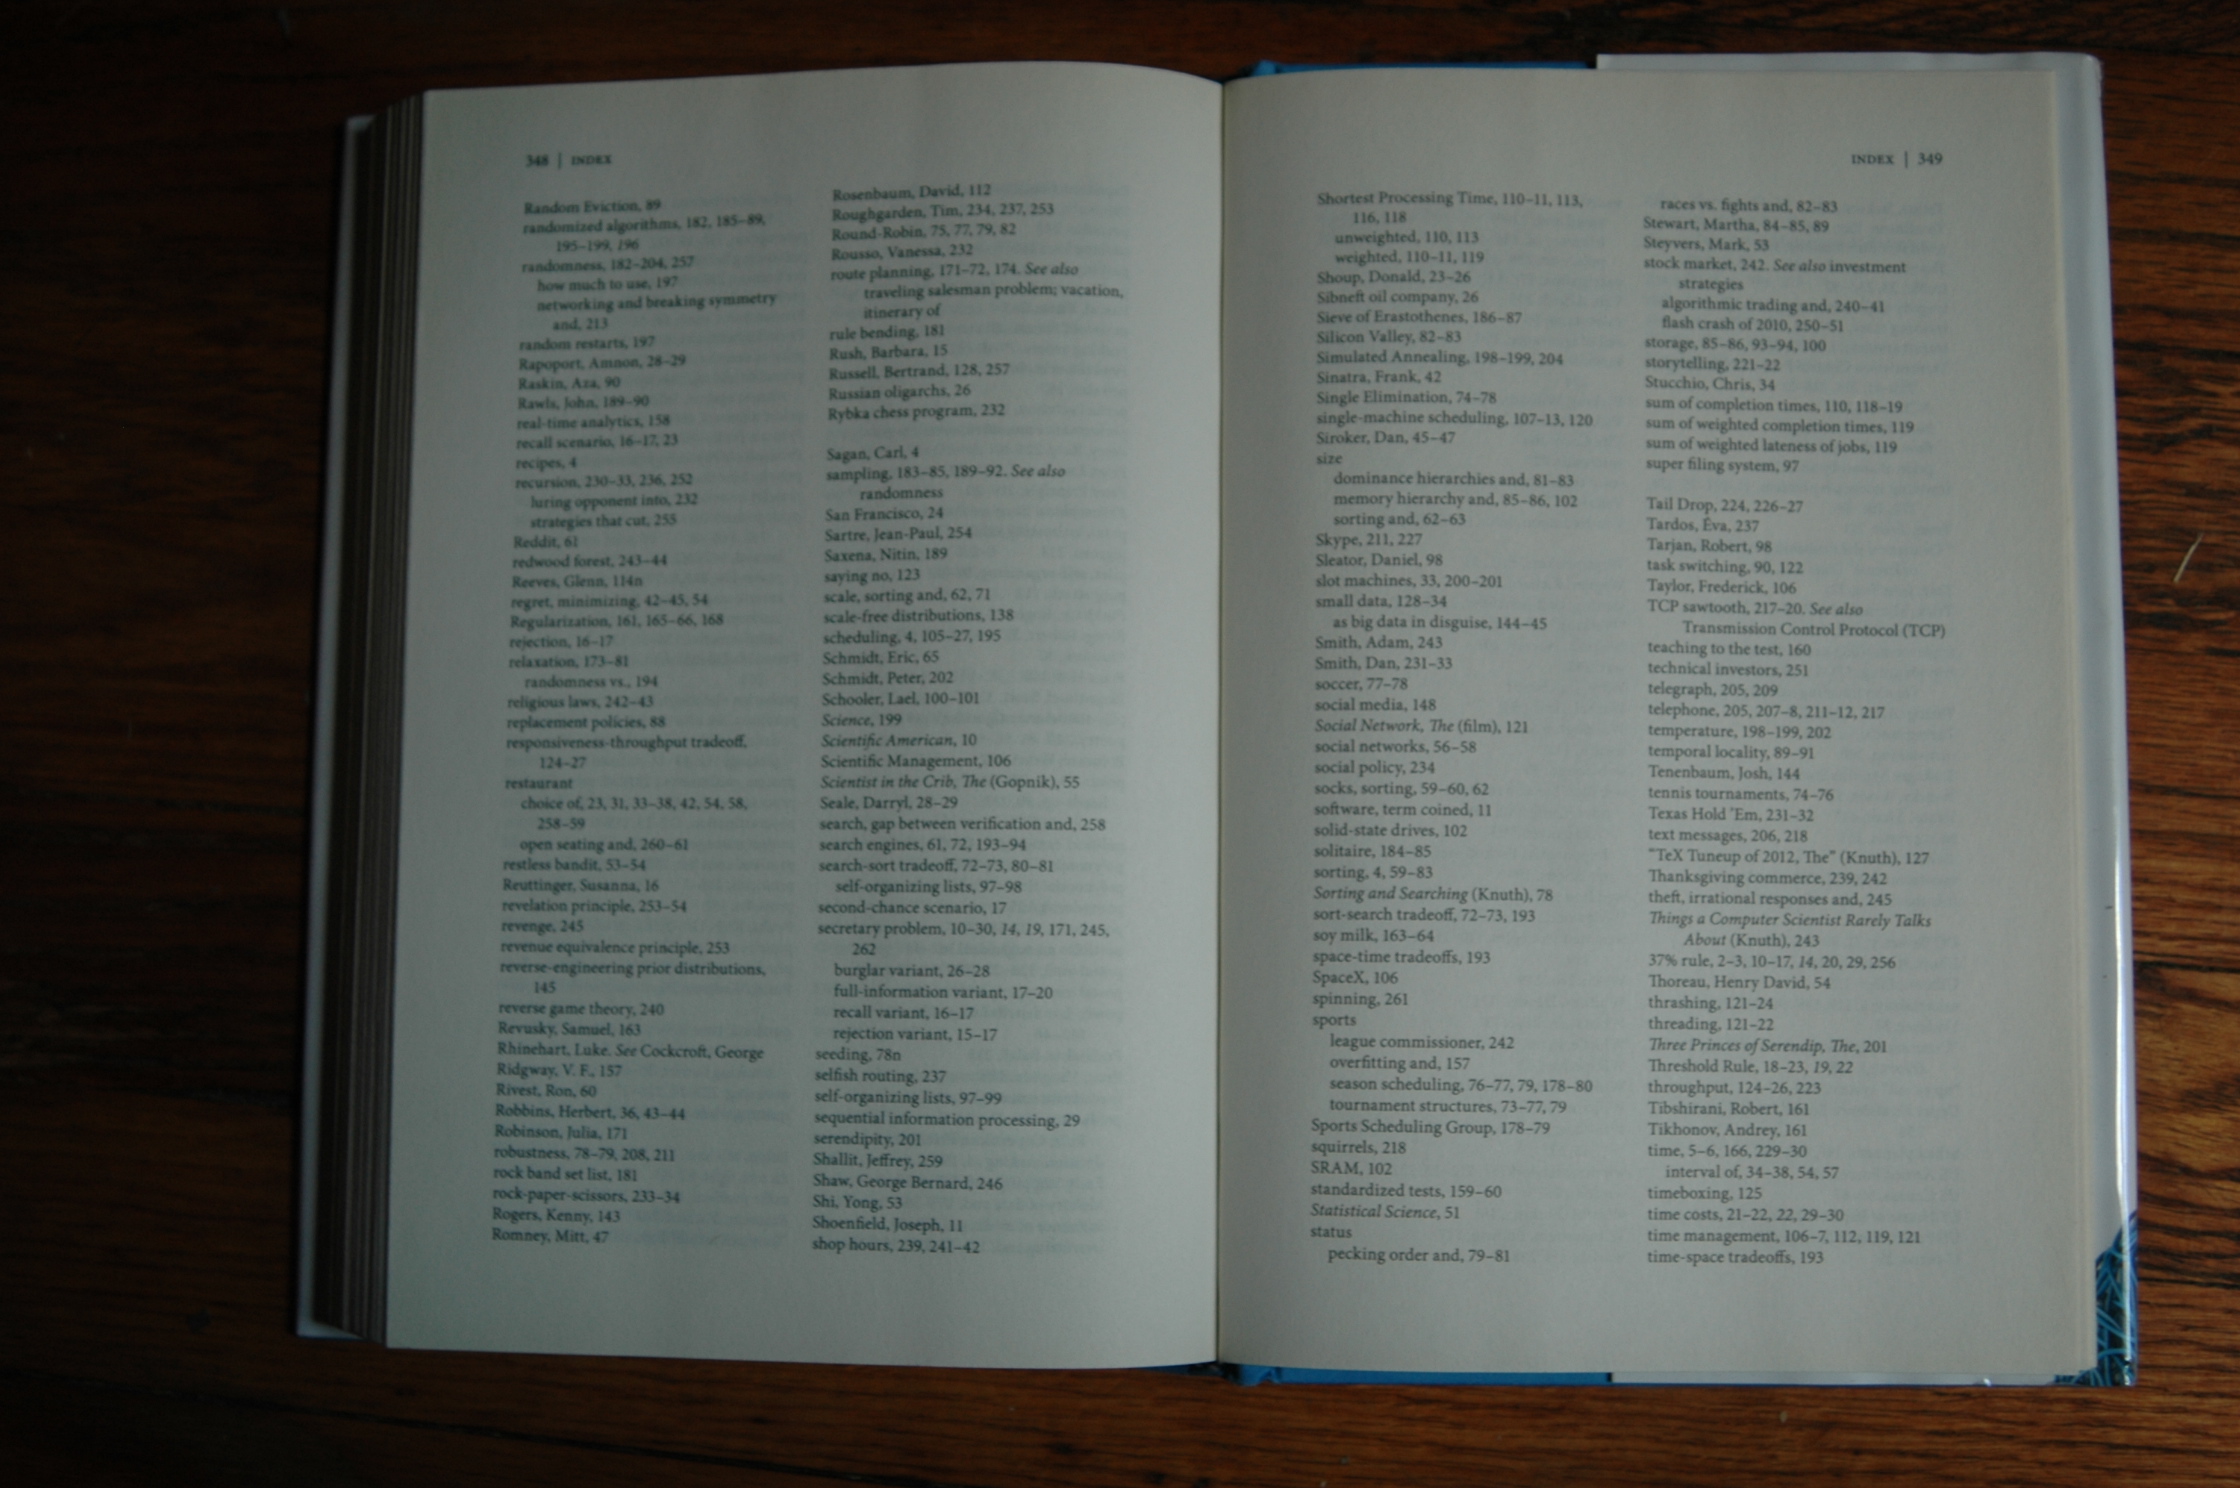 348 | INDEX
Random Eviction, 89
randomized algorithms, 182, 185–89,
195–199, 196
randomness, 182–204, 257
how much to use, 197
networking and breaking symmetry
and, 213
random restarts, 197
Rapoport, Amnon, 28–29
Raskin, Aza, 90
Rawls, John, 189–90
real-time analytics, 158
recall scenario, 16–17, 23
recipes, 4
recursion, 230–33, 236, 252
luring opponent into, 232
strategies that cut, 255
Reddit, 61
redwood forest, 243–44
Reeves, Glenn, 114n
regret, minimizing, 42–43, 54
Regularization, 161, 165–66, 168
rejection, 16–17
relaxation, 173–81
randomness vs., 194
religious laws, 242–43
replacement policies, 88
responsiveness-throughput tradeoff,
124–27
restaurant
choice of, 23, 31, 33–38, 42, 54, 58,
258–59
open seating and, 260–61
restless bandit, 53–54
Reuttinger, Susanna, 16
revelation principle, 253–54
revenge, 245
revenue equivalence principle, 253
reverse-engineering prior distributions,
145
reverse game theory, 240
Revusky, Samuel, 163
Rhinehart, Luke. See Cockcroft, George
Ridgway, V. F., 157
Rivest, Ron, 60
Robbins, Herbert, 36, 43–44
Robinson, Julia, 171
robustness, 78–79, 208, 211
rock band set list, 181
rock-paper-scissors, 233–34
Rogers, Kenny, 143
Romney, Mitt, 47
Rosenbaum, David, 112
Roughgarden, Tim, 234, 237, 253
Round-Robin, 75, 77, 79, 82
Rousso, Vanessa, 232
route planning, 171–72, 174. See also
traveling salesman problem; vacation,
itinerary of
rule bending, 181
Rush, Barbara, 15
Russell, Bertrand, 128, 257
Russian oligarchs, 26
Rybka chess program, 232
Sagan, Carl, 4
sampling, 183–85, 189–92. See also
randomness
San Francisco, 24
Sartre, Jean-Paul, 254
Saxena, Nitin, 189
saying no, 123
scale, sorting and, 62, 71
scale-free distributions, 138
scheduling, 4, 105–27, 195
Schmidt, Eric, 65
Schmidt, Peter, 202
Schooler, Lael, 100–101
Science, 199
Scientific American, 10
Scientific Management, 106
Scientist in the Crib, The (Gopnik), 55
Seale, Darryl, 28–29
search, gap between verification and, 258
search engines, 61, 72, 193–94
search-sort tradeoff, 72–73, 80–81
self-organizing lists, 97–98
second-chance scenario, 17
secretary problem, 10–30, 14, 19, 171, 245,
262
burglar variant, 26–28
full-information variant, 17–20
recall variant, 16–17
rejection variant, 15–17
seeding, 78n
selfish routing, 237
self-organizing lists, 97–99
sequential information processing, 29
serendipity, 201
Shallit, Jeffrey, 259
Shaw, George Bernard, 246
Shi, Yong, 53
Shoenfield, Joseph, 11
shop hours, 239, 241–42
INDEX | 349
Shortest Processing Time, 110–11, 113,
116, 118
unweighted, 110, 113
weighted, 110–11, 119
Shoup, Donald, 23–26
Sibneft oil company, 26
Sieve of Erastothenes, 186–87
Silicon Valley, 82–83
Simulated Annealing, 198–199, 204
Sinatra, Frank, 42
Single Elimination, 74–78
single-machine scheduling, 107–13, 120
Siroker, Dan, 45–47
size
dominance hierarchies and, 81–83
memory hierarchy and, 85–86, 102
sorting and, 62–63
Skype, 211, 227
Sleator, Daniel, 98
slot machines, 33, 200–201
small data, 128–34
as big data in disguise, 144–45
Smith, Adam, 243
Smith, Dan, 231–33
soccer, 77–78
social media, 148
Social Network, The (film), 121
social networks, 56–58
social policy, 234
socks, sorting, 59–60, 62
software, term coined, 11
solid-state drives, 102
solitaire, 184–85
sorting, 4, 59–83
Sorting and Searching (Knuth), 78
sort-search tradeoff, 72–73, 193
soy milk, 163–64
space-time tradeoffs, 193
SpaceX, 106
spinning, 261
sports
league commissioner, 242
overfitting and, 157
season scheduling, 76–77, 79, 178–80
tournament structures, 73–77, 79
Sports Scheduling Group, 178–79
squirrels, 218
SRAM, 102
standardized tests, 159–60
Statistical Science, 51
status
pecking order and, 79–81
races vs. fights and, 82–83
Stewart, Martha, 84–85, 89
Steyvers, Mark, 53
stock market, 242. See also investment
strategies
algorithmic trading and, 240–41
flash crash of 2010, 250–51
storage, 85–86, 93–94, 100
storytelling, 221–22
Stucchio, Chris, 34
sum of completion times, 110, 118–19
sum of weighted completion times, 119
sum of weighted lateness of jobs, 119
super filing system, 97
Tail Drop, 224, 226–27
Tardos, Éva, 237
Tarjan, Robert, 98
task switching, 90, 122
Taylor, Frederick, 106
TCP sawtooth, 217–20. See also
Transmission Control Protocol (TCP)
teaching to the test, 160
technical investors, 251
telegraph, 205, 209
telephone, 205, 207–8, 211–12, 217
temperature, 198–199, 202
temporal locality, 89–91
Tenenbaum, Josh, 144
tennis tournaments, 74–76
Texas Hold 'Em, 231–32
text messages, 206, 218
“TeX Tuneup of 2012, The” (Knuth), 127
Thanksgiving commerce, 239, 242
theft, irrational responses and, 245
Things a Computer Scientist Rarely Talks
About (Knuth), 243
37% rule, 2–3, 10–17, 14, 20, 29, 256
Thoreau, Henry David, 54
thrashing, 121–24
threading, 121–22
Three Princes of Serendip, The, 201
Threshold Rule, 18–23, 19, 22
throughput, 124–26, 223
Tibshirani, Robert, 161
Tikhonov, Andrey, 161
time, 5–6, 1666, 229–30
interval of, 34–38, 54, 57
timeboxing, 125
time costs, 21–22, 22, 29–30
time management, 106–7, 112, 119, 121
time-space tradeoffs, 193